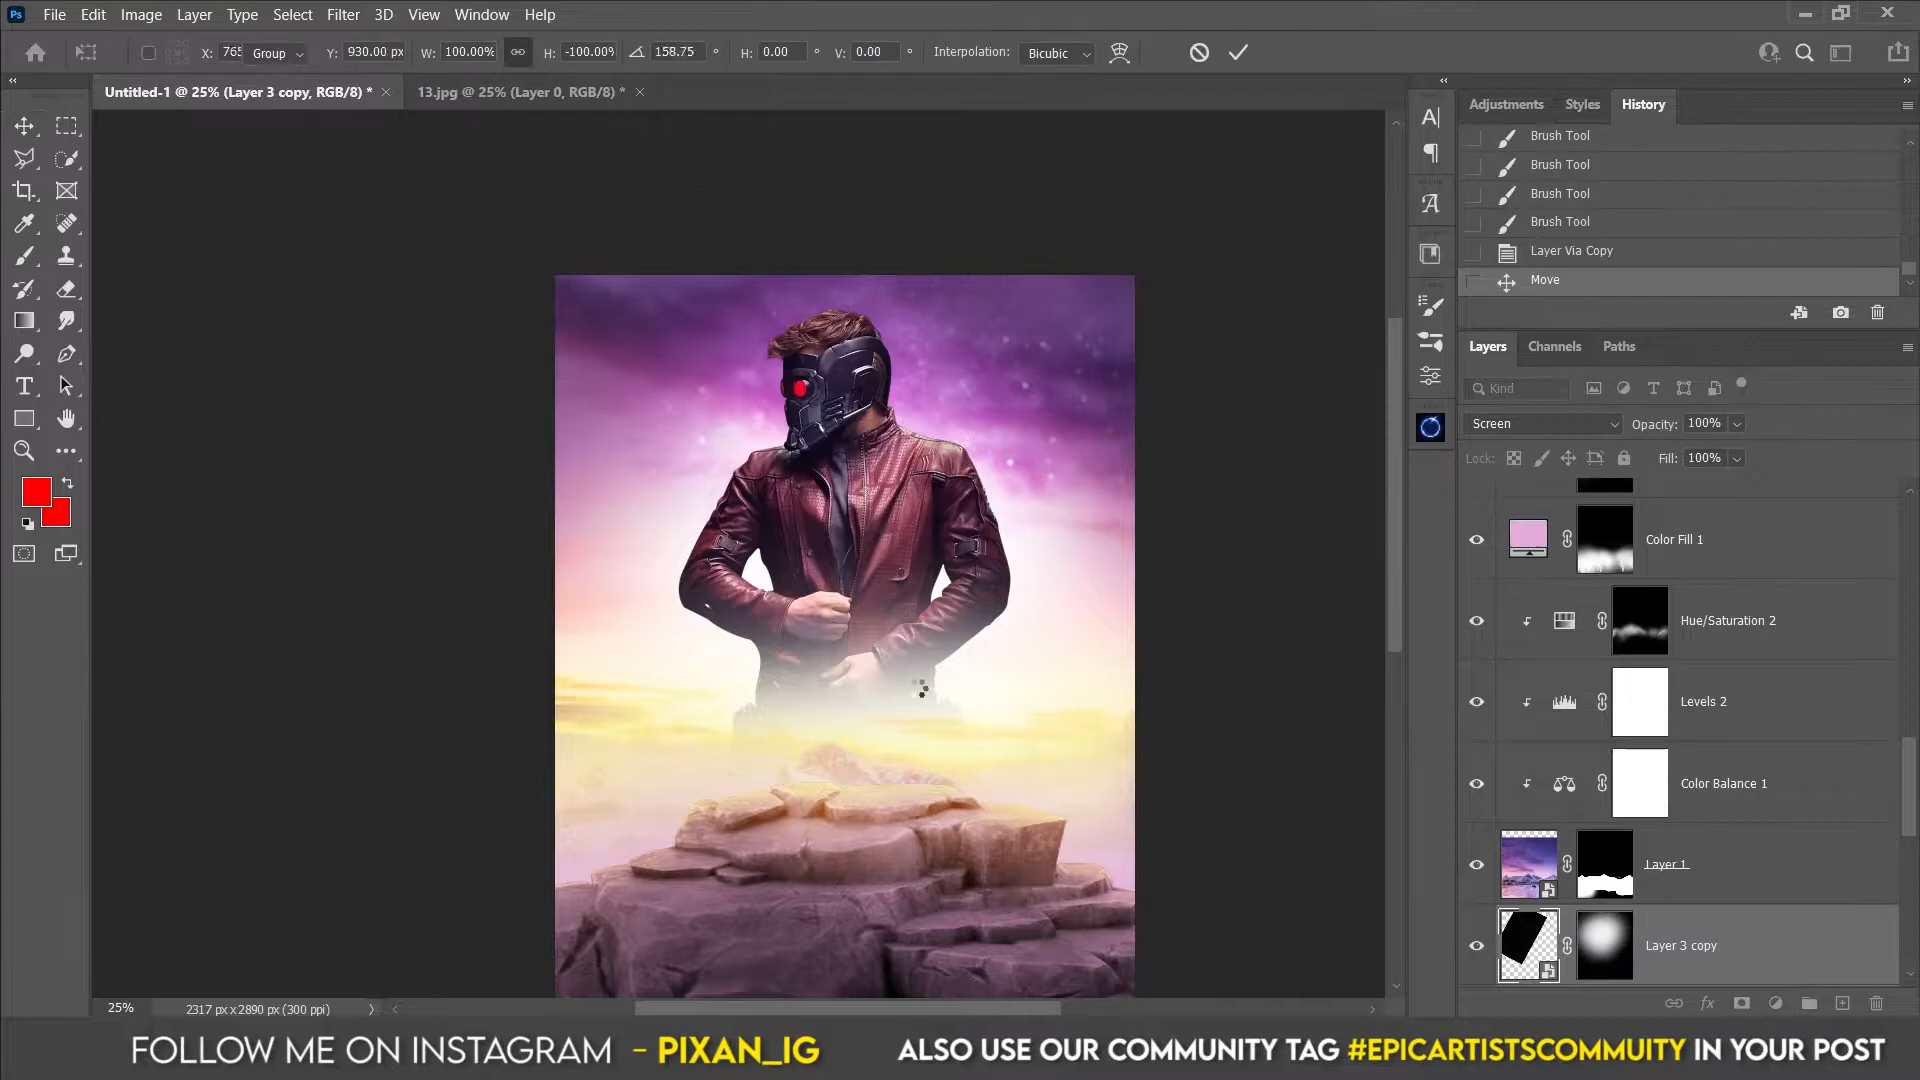 Ps File Edit Image Layer Type Select Filter 3D View Window Help
X: 765 Group Y: 930.00 px W: 100.00% H: -100.00% 158.75 ° H: 0.00 ° V: 0.00 ° Interpolation: Bicubic
Untitled-1 @ 25% (Layer 3 copy, RGB/8) * × 13.jpg @ 25% (Layer 0, RGB/8) * ×
Adjustments Styles History
Brush Tool
Brush Tool
Brush Tool
Brush Tool
Layer Via Copy
Move
Layers Channels Paths
Kind
Screen Opacity: 100%
Lock: Fill: 100%
Color Fill 1
Hue/Saturation 2
Levels 2
Color Balance 1
Layer 1
Layer 3 copy
25% 2317 px x 2890 px (300 ppi)
FOLLOW ME ON INSTAGRAM - PIXAN_IG ALSO USE OUR COMMUNITY TAG #EPICARTISTSCOMMUITY IN YOUR POST